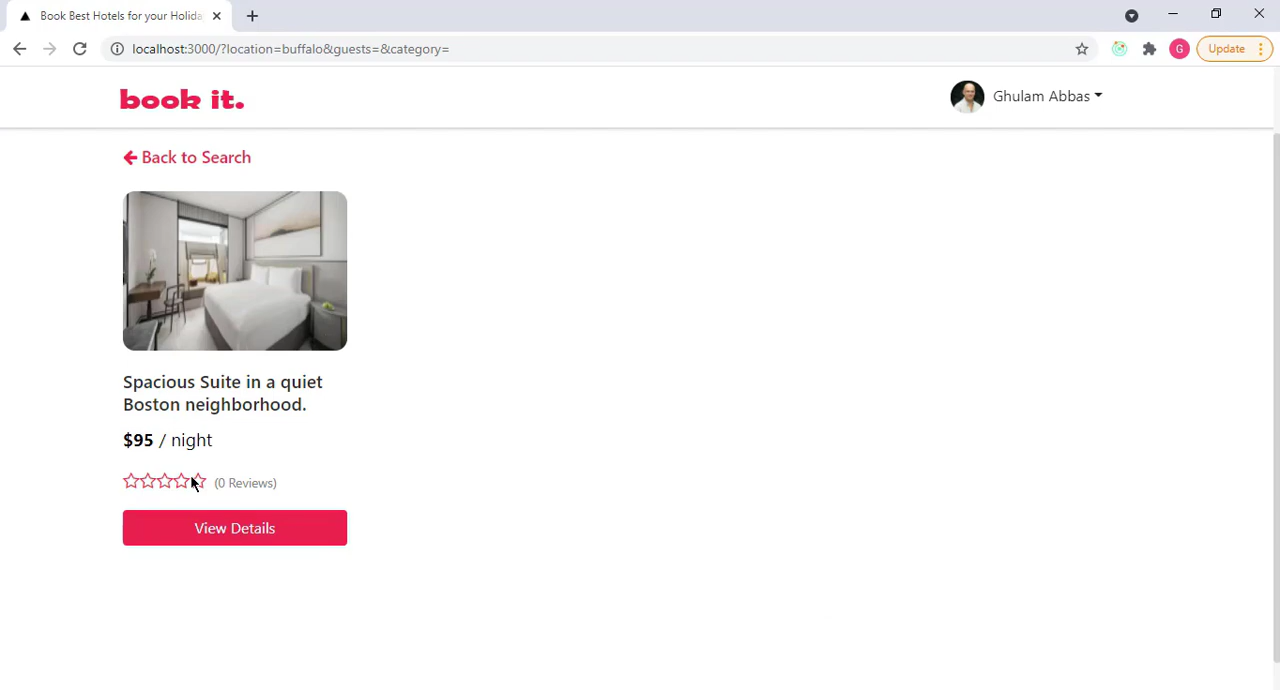 Book Best Hotels for your Holida
localhost:3000/?location=buffalo&guests=&category=
G
Update
book it.
Ghulam Abbas
Back to Search
Spacious Suite in a quiet
Boston neighborhood.
$95 / night
(0 Reviews)
View Details